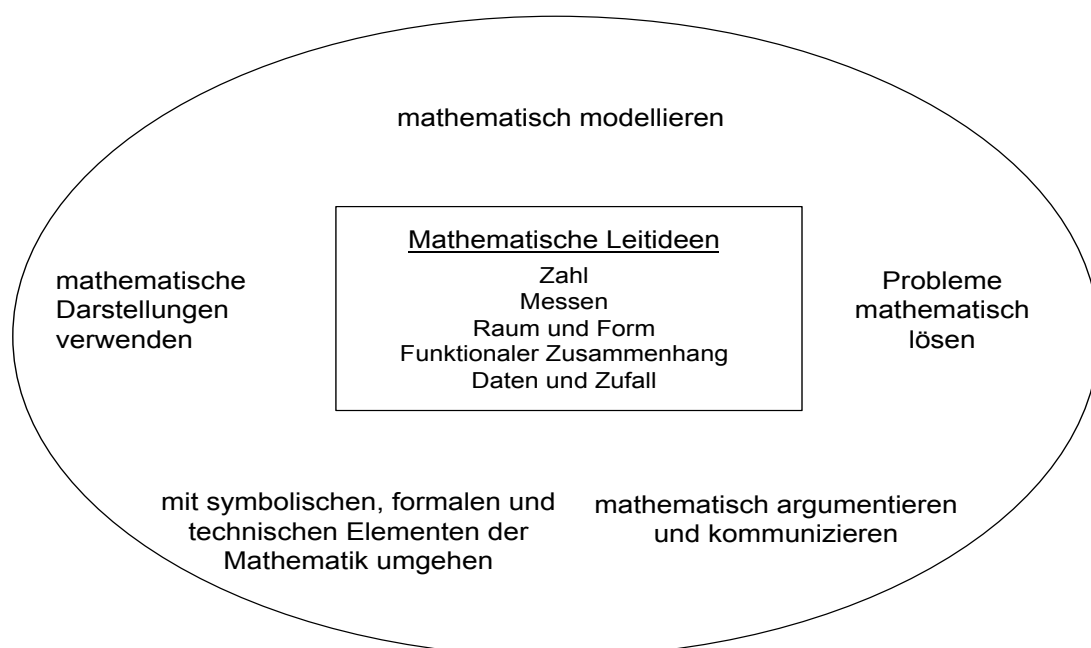 mathematisch modellieren
Mathematische Leitideen
Zahl
Messen
Raum und Form
Funktionaler Zusammenhang
Daten und Zufall
mathematische
Darstellungen
verwenden
Probleme
mathematisch
lösen
mit symbolischen, formalen und
technischen Elementen der
Mathematik umgehen
mathematisch argumentieren
und kommunizieren